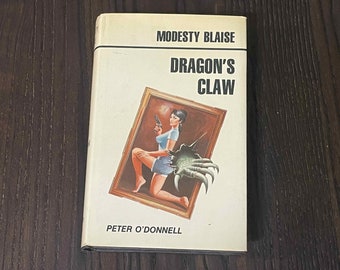 MODESTY BLAISE
DRAGON'S
CLAW
PETER O'DONNELL